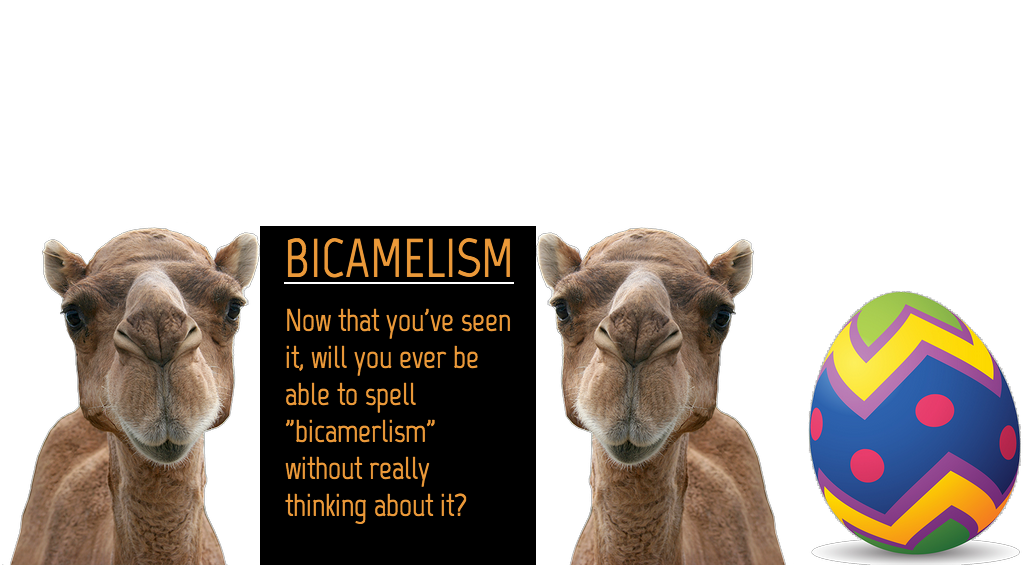 BICAMELISM
Now that you've seen
it, will you ever be
able to spell
"bicamerlism"
without really
thinking about it?